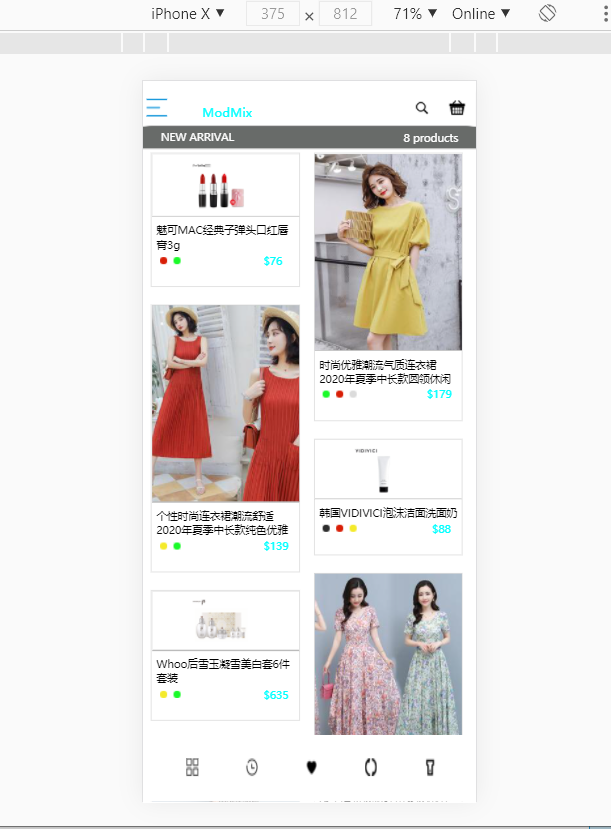 iPhone X ▼ 375 × 812 71% ▼ Online ▼
ModMix
NEW ARRIVAL 8 products
魅可MAC经典子弹头口红唇
膏3g
$76
时尚优雅潮流气质连衣裙
2020年夏季中长款圆领休闲
$179
个性时尚连衣裙潮流舒适
2020年夏季中长款纯色优雅
$139
VIDIVICI
韩国VIDIVICI泡沫洁面洗面奶
$88
Whoo后雪玉凝雪美白套6件
套装
$635